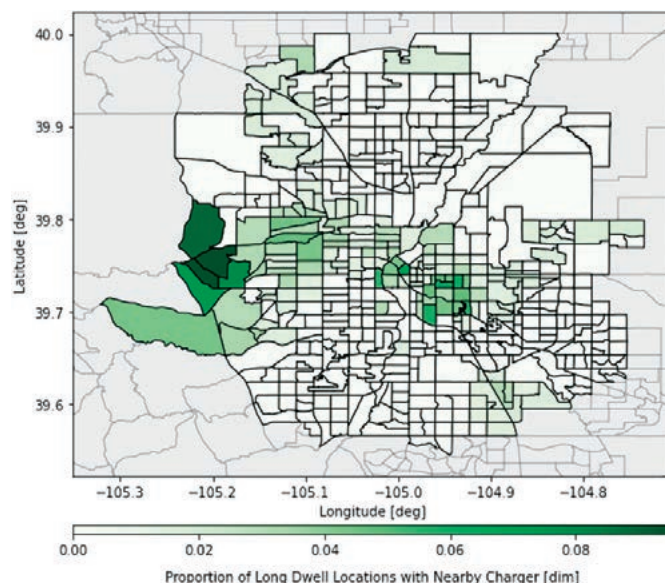 40.0
39.9
39.8
39.7
39.6
Latitude [deg]
−105.3 −105.2 −105.1 −105.0 −104.9 −104.8
Longitude [deg]
0.00 0.02 0.04 0.06 0.08
Proportion of Long Dwell Locations with Nearby Charger [dim]